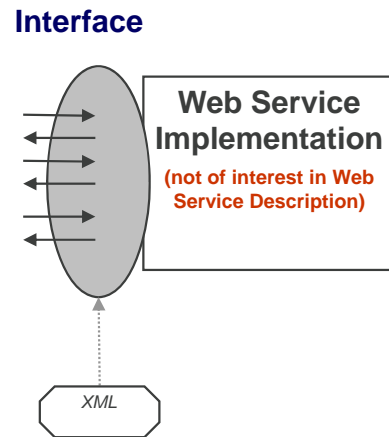 Interface
Web Service
Implementation
(not of interest in Web
Service Description)
XML